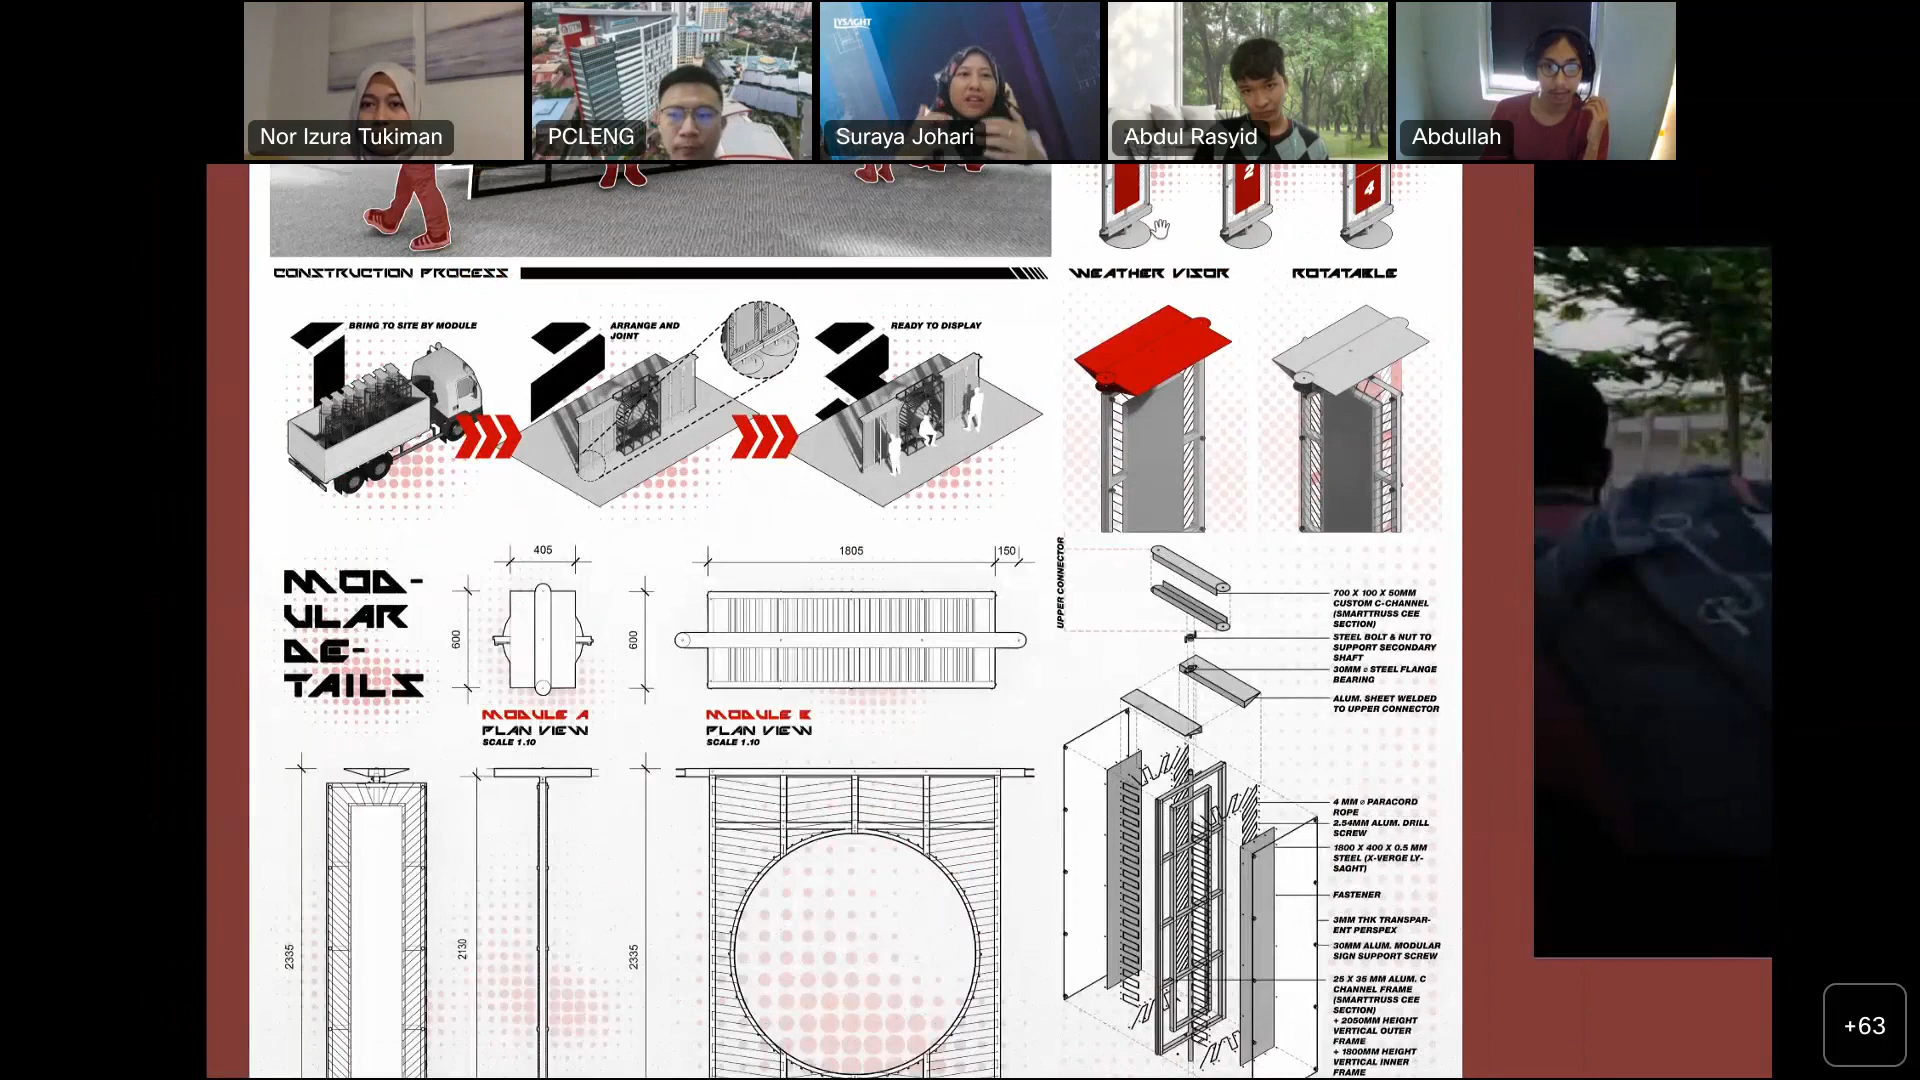 LYSAGHT
Nor Izura Tukiman
PCLENG
Suraya Johari
Abdul Rasyid
Abdullah
2
4
CONSTRUCTION PROCESS
WEATHER VISOR
ROTATABLE
1
BRING TO SITE BY MODULE
2
ARRANGE AND
JOINT
3
READY TO DISPLAY
MOD-
ULAR
DE-
TAILS
405
600
MODULE A
PLAN VIEW
SCALE 1.10
1805
150
600
MODULE B
PLAN VIEW
SCALE 1.10
2335
2130
2335
UPPER CONNECTOR
700 X 100 X 50MM
CUSTOM C-CHANNEL
(SMARTTRUSS CEE
SECTION)
STEEL BOLT & NUT TO
SUPPORT SECONDARY
SHAFT
30MM ⌀ STEEL FLANGE
BEARING
ALUM. SHEET WELDED
TO UPPER CONNECTOR
4 MM ⌀ PARACORD
ROPE
2.54MM ALUM. DRILL
SCREW
1800 X 400 X 0.5 MM
STEEL (X-VERGE LY-
SAGHT)
FASTENER
3MM THK TRANSPAR-
ENT PERSPEX
30MM ALUM. MODULAR
SIGN SUPPORT SCREW
25 X 35 MM ALUM. C
CHANNEL FRAME
(SMARTTRUSS CEE
SECTION)
+ 2050MM HEIGHT
VERTICAL OUTER
FRAME
+ 1800MM HEIGHT
VERTICAL INNER
FRAME
+63